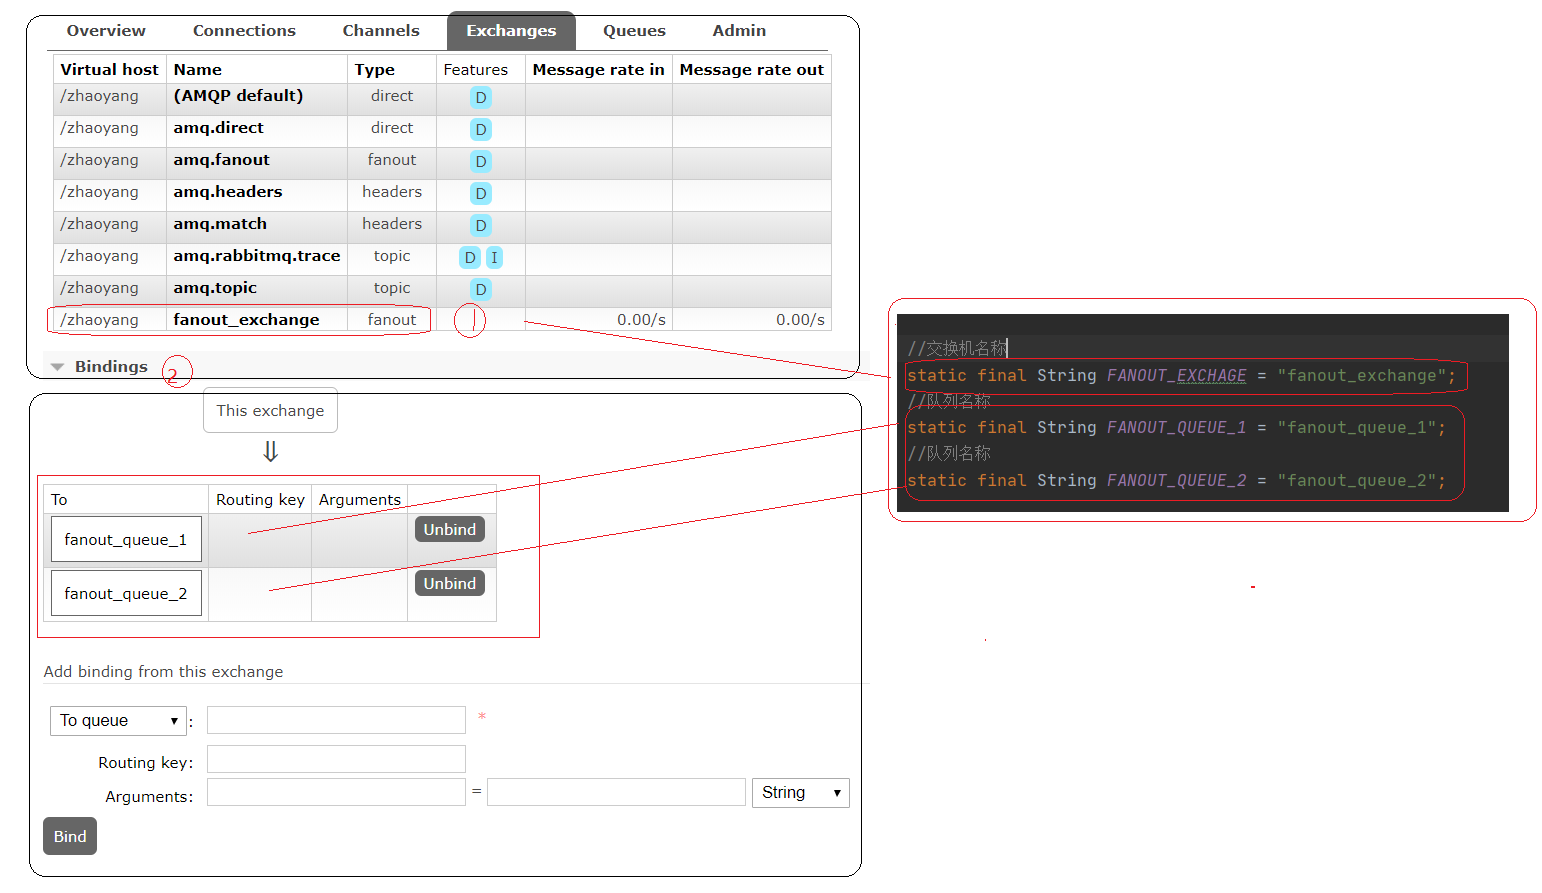 Overview Connections Channels Exchanges Queues Admin
Virtual host Name Type Features Message rate in Message rate out
/zhaoyang (AMQP default) direct D
/zhaoyang amq.direct direct D
/zhaoyang amq.fanout fanout D
/zhaoyang amq.headers headers D
/zhaoyang amq.match headers D
/zhaoyang amq.rabbitmq.trace topic D I
/zhaoyang amq.topic topic D
/zhaoyang fanout_exchange fanout 1 0.00/s 0.00/s
Bindings 2
This exchange
⇓
To Routing key Arguments
fanout_queue_1 Unbind
fanout_queue_2 Unbind
Add binding from this exchange
To queue ▾ : *
Routing key:
Arguments: = String ▾
Bind
//交换机名称
static final String FANOUT_EXCHAGE = "fanout_exchange";
//队列名称
static final String FANOUT_QUEUE_1 = "fanout_queue_1";
//队列名称
static final String FANOUT_QUEUE_2 = "fanout_queue_2";